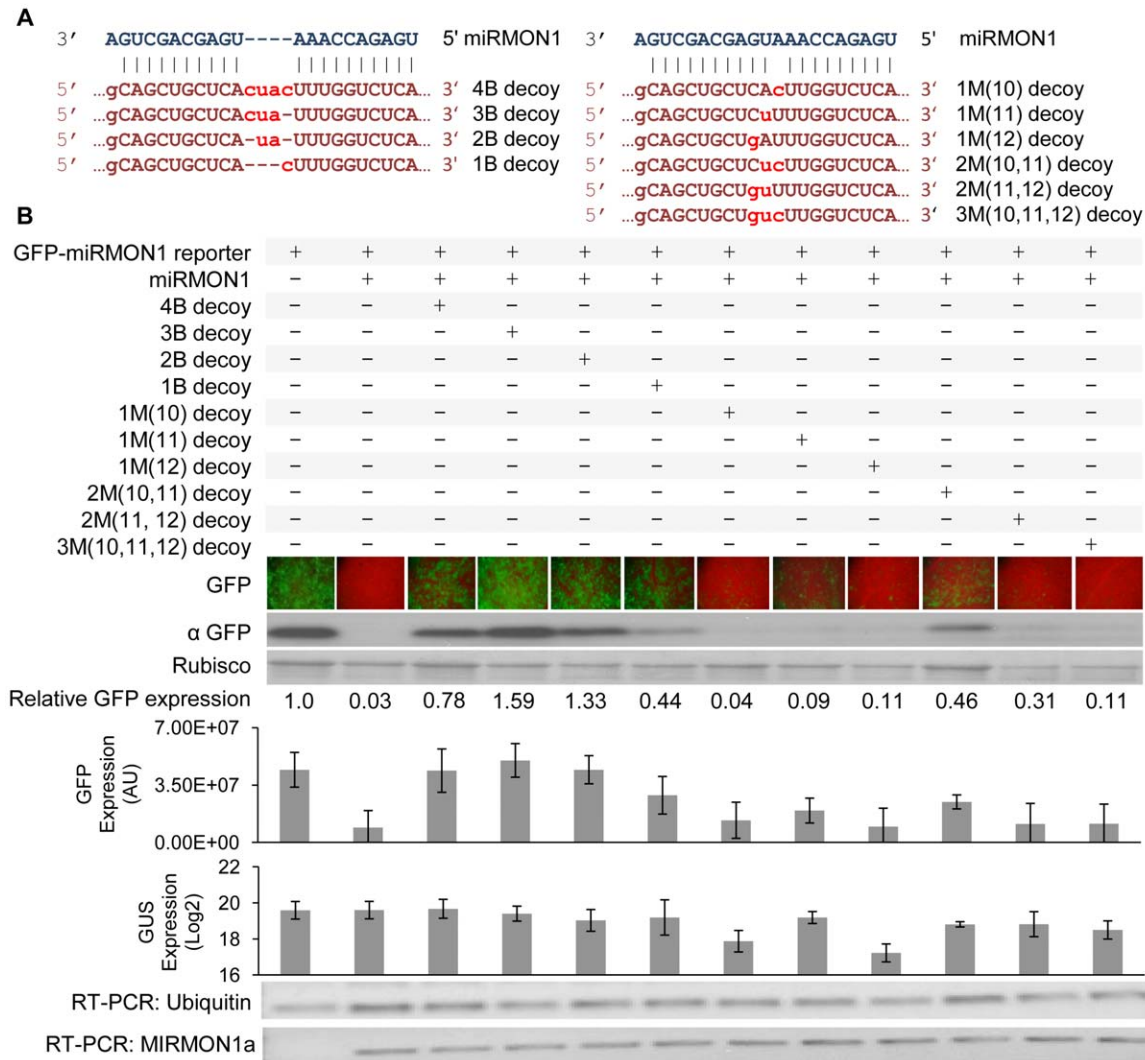 A
3′ AGUCGACGAGU----AAACCAGAGU 5' miRMON1
5′ …gCAGCUGCUCAcuacUUUGGUCUCA… 3‘ 4B decoy
5′ …gCAGCUGCUCAcua-UUUGGUCUCA… 3‘ 3B decoy
5′ …gCAGCUGCUCA-ua-UUUGGUCUCA… 3‘ 2B decoy
5′ …gCAGCUGCUCA---cUUUGGUCUCA… 3' 1B decoy
3′ AGUCGACGAGUAAACCAGAGU 5' miRMON1
5′ …gCAGCUGCUCAcUUGGUCUCA… 3‘ 1M(10) decoy
5′ …gCAGCUGCUCuUUUGGUCUCA… 3‘ 1M(11) decoy
5′ …gCAGCUGCUgAUUUGGUCUCA… 3‘ 1M(12) decoy
5′ …gCAGCUGCUCucUUGGUCUCA… 3‘ 2M(10,11) decoy
5′ …gCAGCUGCUguUUUGGUCUCA… 3‘ 2M(11,12) decoy
5′ …gCAGCUGCUgucUUGGUCUCA… 3‘ 3M(10,11,12) decoy
B
GFP-miRMON1 reporter + + + + + + + + + + + +
miRMON1 – + + + + + + + + + + +
4B decoy – – + – – – – – – – – –
3B decoy – – – + – – – – – – – –
2B decoy – – – – + – – – – – – –
1B decoy – – – – – + – – – – – –
1M(10) decoy – – – – – – + – – – – –
1M(11) decoy – – – – – – – + – – – –
1M(12) decoy – – – – – – – – + – – –
2M(10,11) decoy – – – – – – – – – + – –
2M(11, 12) decoy – – – – – – – – – – + –
3M(10,11,12) decoy – – – – – – – – – – – +
GFP
α GFP
Rubisco
Relative GFP expression 1.0 0.03 0.78 1.59 1.33 0.44 0.04 0.09 0.11 0.46 0.31 0.11
GFP Expression (AU)
7.00E+07
3.50E+07
0.00E+00
GUS Expression (Log2)
22
20
18
16
RT-PCR: Ubiquitin
RT-PCR: MIRMON1a